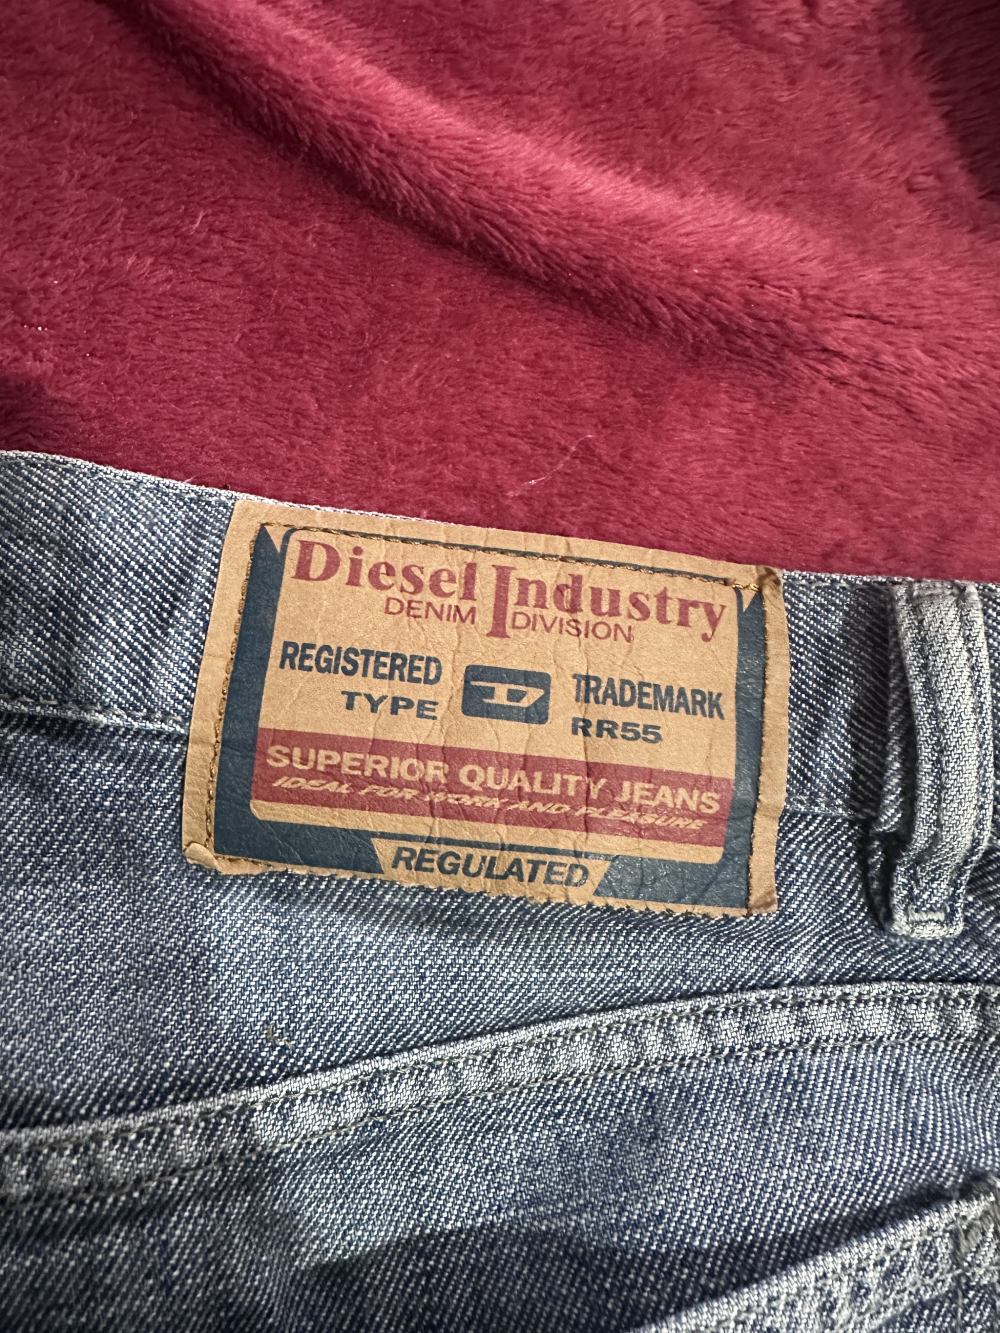 Diesel Industry
DENIM DIVISION
REGISTERED D TRADEMARK
TYPE RR55
SUPERIOR QUALITY JEANS
IDEAL FOR WORK AND PLEASURE
REGULATED